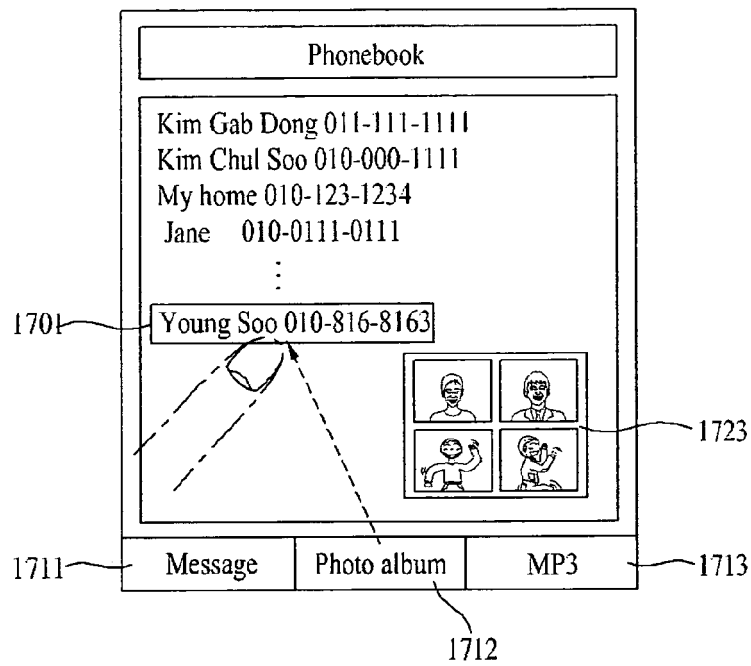 Phonebook
Kim Gab Dong 011-111-1111
Kim Chul Soo 010-000-1111
My home 010-123-1234
Jane 010-0111-0111
1701
Young Soo 010-816-8163
1723
1711
Message
Photo album
MP3
1713
1712